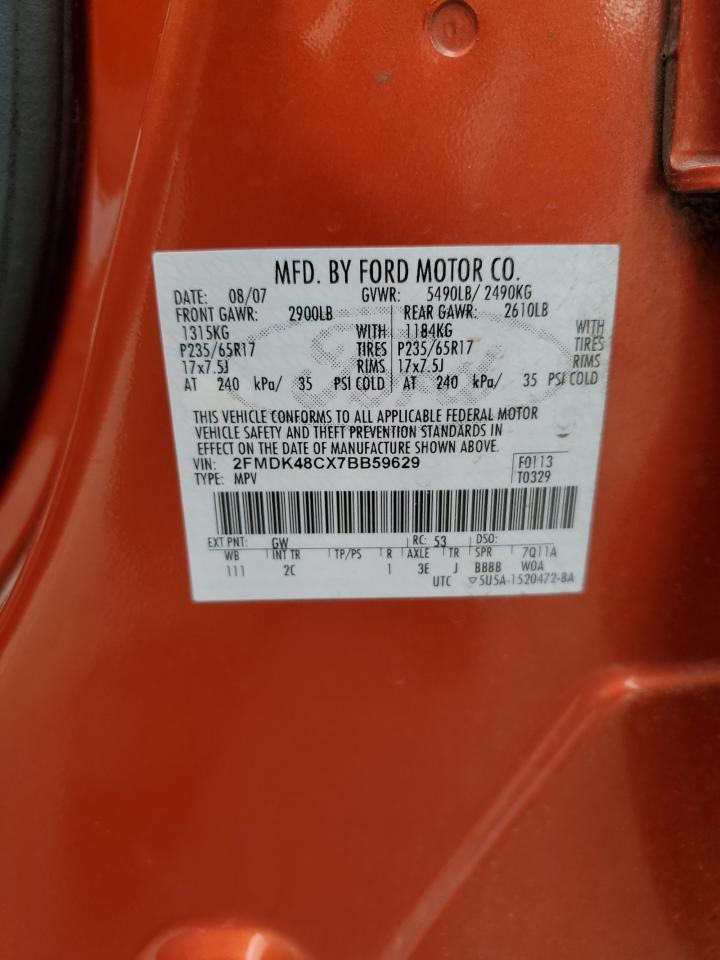 MFD. BY FORD MOTOR CO.
DATE: 08/07 GVWR: 5490LB/ 2490KG
FRONT GAWR: 2900LB REAR GAWR: 2610LB
1315KG WITH 1184KG WITH
P235/65R17 TIRES P235/65R17 TIRES
17x7.5J RIMS 17x7.5J RIMS
AT 240 kPa/ 35 PSI COLD AT 240 kPa/ 35 PSI COLD
Ford
THIS VEHICLE CONFORMS TO ALL APPLICABLE FEDERAL MOTOR
VEHICLE SAFETY AND THEFT PREVENTION STANDARDS IN
EFFECT ON THE DATE OF MANUFACTURE SHOWN ABOVE.
VIN: 2FMDK48CX7BB59629 F0113
TYPE: MPV T0329
EXT PNT: GW RC: 53 DSO:
WB INT TR TP/PS R AXLE TR SPR 7Q11A
111 2C 1 3E J BBBB WOA
UTC ▽5U5A-1520472-BA